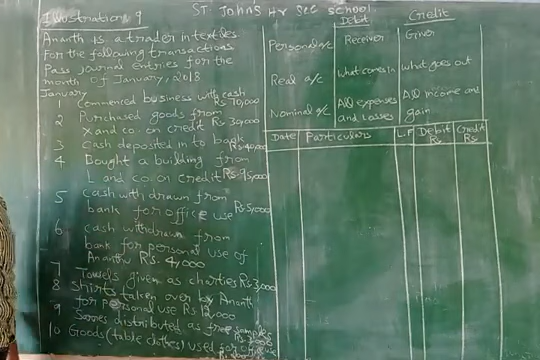 Illustration 9
ST. John's Hr Sec School.
Ananth is a trader in textiles
For the following transactions
Pass journal entries for the
month of January, 2018
January
1 Commenced business with cash
Rs 70,000
2 Purchased goods from
X and co. on credit Rs 30,000
3 Cash deposited in to bank
Rs 40,000
4 Bought a building from
L and co. on credit Rs 95,000
5 Cash withdrawn from
bank for office use Rs 5,000
6 Cash withdrawn from
bank for personal use of
Ananth Rs. 4,000
7 Towels given as charities Rs 3,000
8 Shirts taken over by Ananth
for personal use Rs 12,000
9 Sarees distributed as free samples
10 Goods (table clothes) used for office use
Debit Credit
Personal a/c Receiver Giver
Real a/c What comes in What goes out
Nominal a/c All expenses and losses All income and gain
Date Particulars L.F Debit Rs Credit Rs